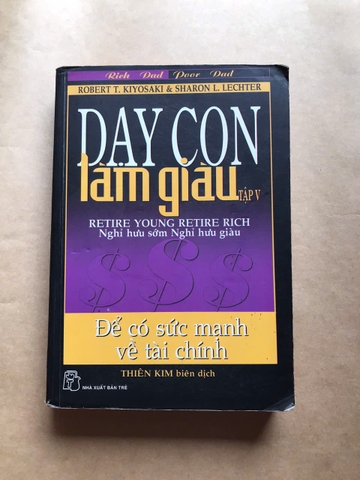 Rich Dad Poor Dad
ROBERT T. KIYOSAKI & SHARON L. LECHTER
DẠY CON
làm giàu TẬP V
RETIRE YOUNG RETIRE RICH
Nghỉ hưu sớm Nghỉ hưu giàu
$ $ $
Để có sức mạnh
về tài chính
THIÊN KIM biên dịch
NHÀ XUẤT BẢN TRẺ